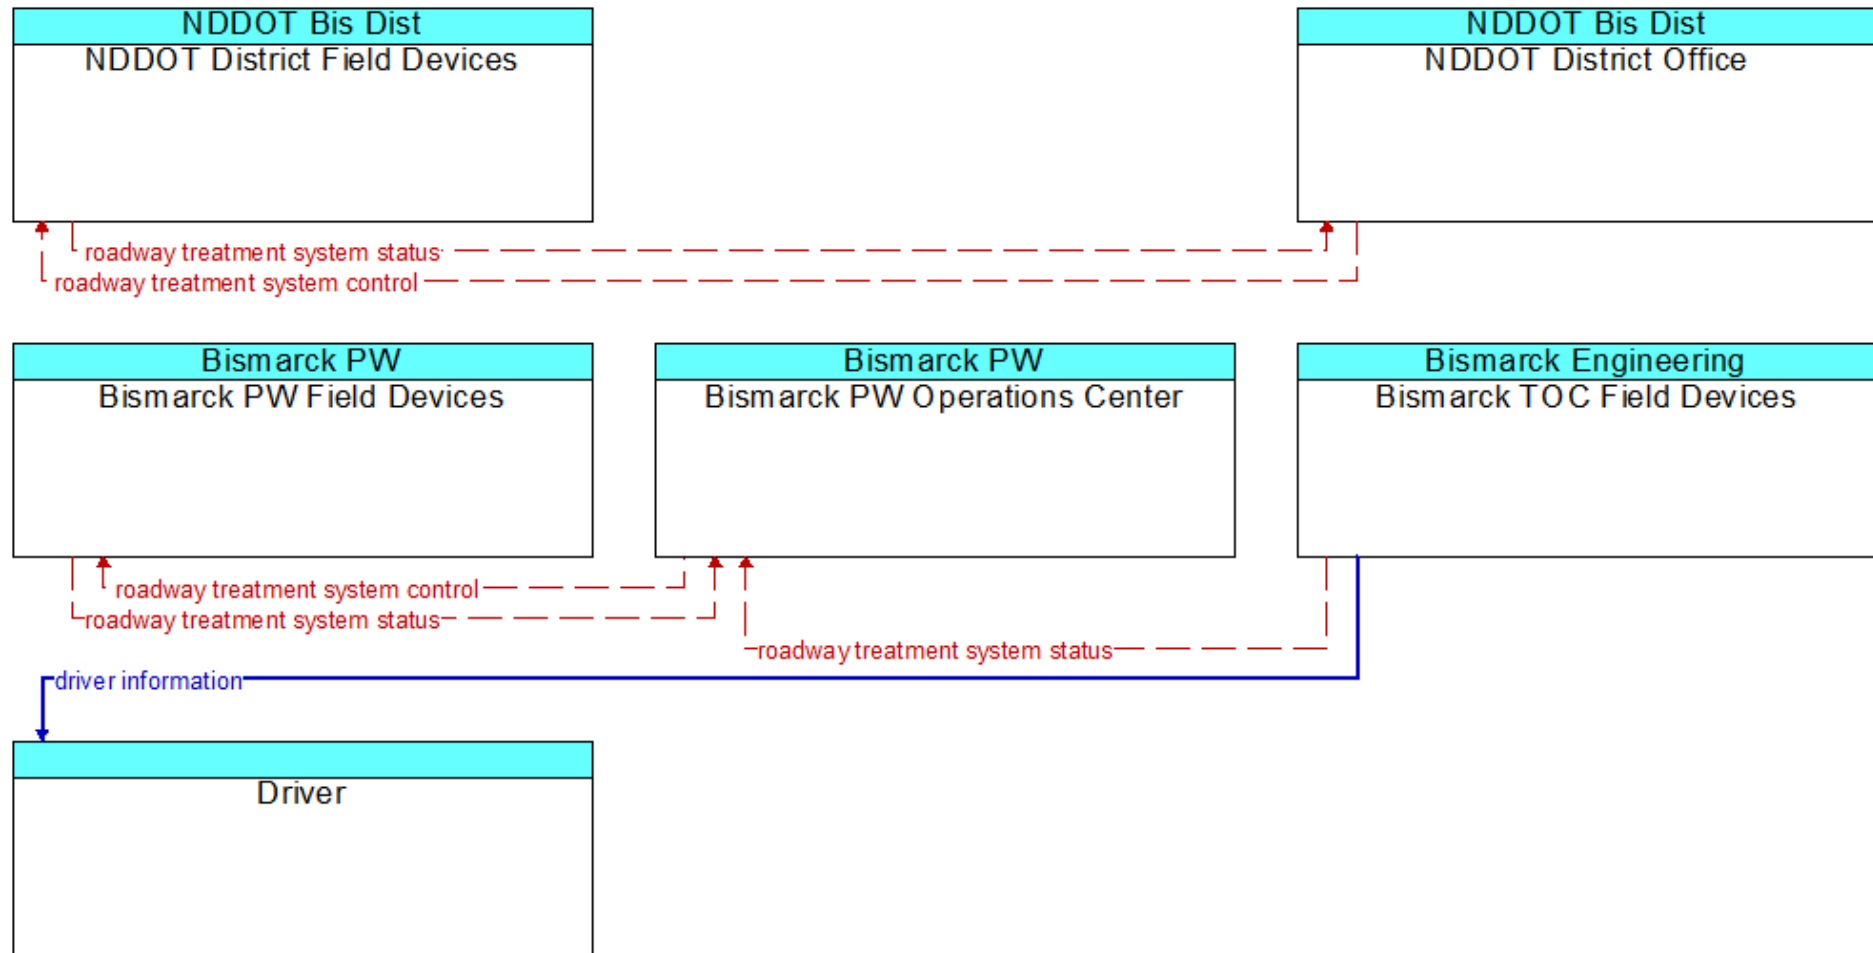 NDDOT Bis Dist
NDDOT District Field Devices
NDDOT Bis Dist
NDDOT District Office
roadway treatment system status
roadway treatment system control
Bismarck PW
Bismarck PW Field Devices
Bismarck PW
Bismarck PW Operations Center
Bismarck Engineering
Bismarck TOC Field Devices
roadway treatment system control
roadway treatment system status
roadway treatment system status
driver information
Driver